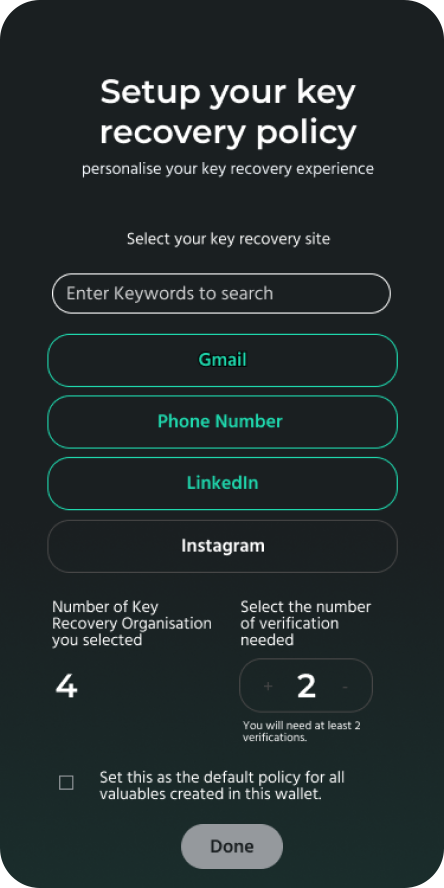 Setup your key
recovery policy
personalise your key recovery experience
Select your key recovery site
Enter Keywords to search
Gmail
Phone Number
LinkedIn
Instagram
Number of Key
Recovery Organisation
you selected
4
Select the number
of verification
needed
+ 2 -
You will need at least 2
verifications.
Set this as the default policy for all
valuables created in this wallet.
Done